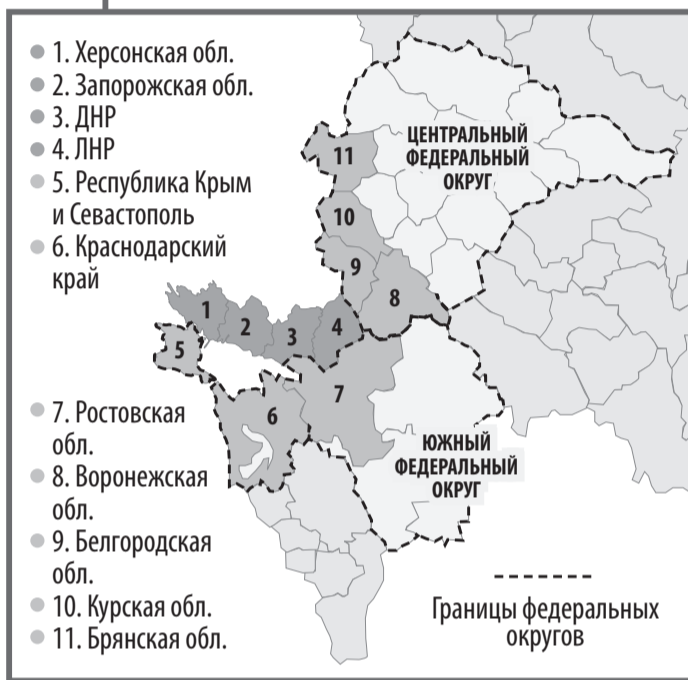 1. Херсонская обл.
2. Запорожская обл.
3. ДНР
4. ЛНР
5. Республика Крым
и Севастополь
6. Краснодарский
край
7. Ростовская
обл.
8. Воронежская
обл.
9. Белгородская
обл.
10. Курская обл.
11. Брянская обл.
ЦЕНТРАЛЬНЫЙ
ФЕДЕРАЛЬНЫЙ
ОКРУГ
11
10
9
8
1
2
3
4
5
6
7
ЮЖНЫЙ
ФЕДЕРАЛЬНЫЙ
ОКРУГ
Границы федеральных
округов